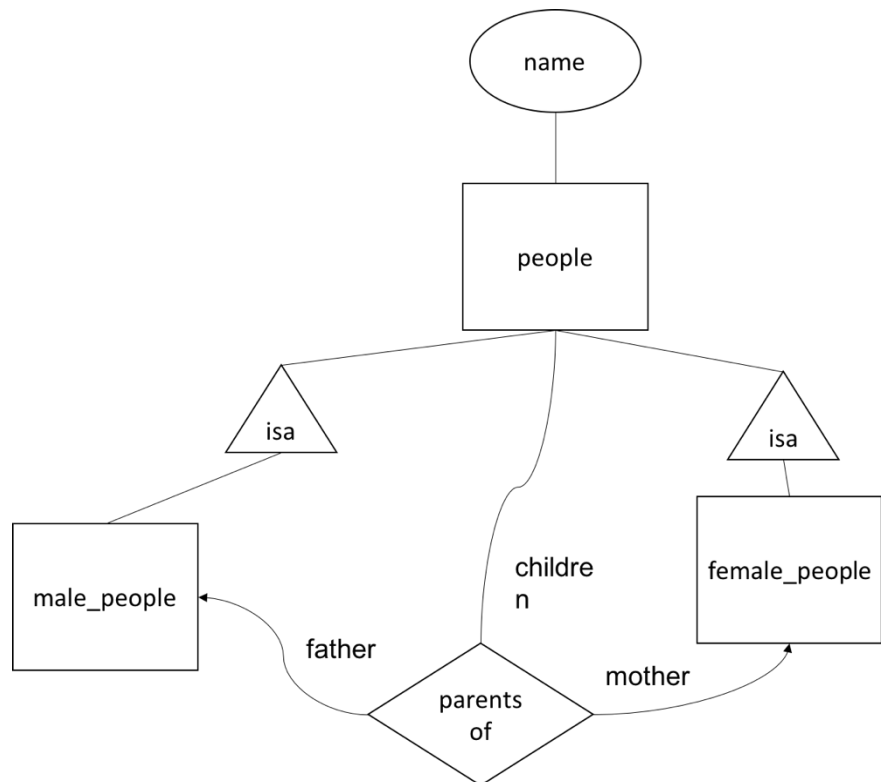 name
people
isa
isa
male_people
childre
n
female_people
father
mother
parents
of